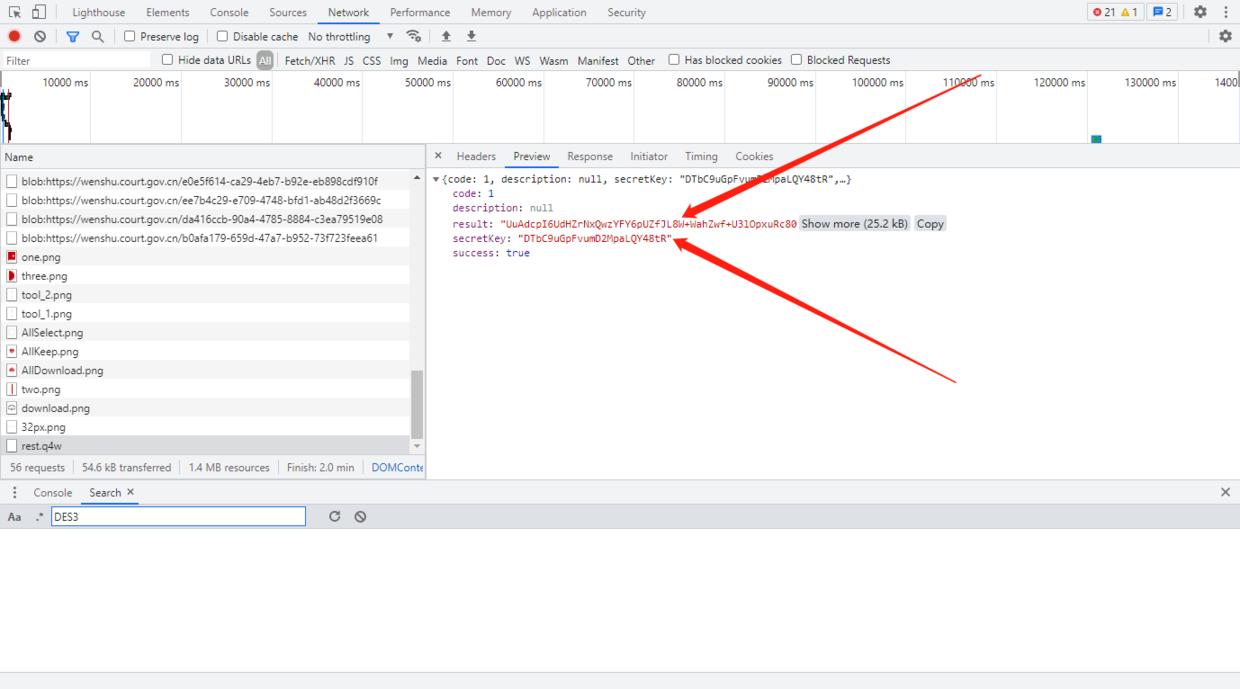 Lighthouse Elements Console Sources Network Performance Memory Application Security 21 1 2
Preserve log Disable cache No throttling
Filter Hide data URLs All Fetch/XHR JS CSS Img Media Font Doc WS Wasm Manifest Other Has blocked cookies Blocked Requests
10000 ms 20000 ms 30000 ms 40000 ms 50000 ms 60000 ms 70000 ms 80000 ms 90000 ms 100000 ms 110000 ms 120000 ms 130000 ms 1400
Name
blob:https://wenshu.court.gov.cn/e0e5f614-ca29-4eb7-b92e-eb898cdf910f
blob:https://wenshu.court.gov.cn/ee7b4c29-e709-4748-bfd1-ab48d2f3669c
blob:https://wenshu.court.gov.cn/da416ccb-90a4-4785-8884-c3ea79519e08
blob:https://wenshu.court.gov.cn/b0afa179-659d-47a7-b952-73f723feea61
one.png
three.png
tool_2.png
tool_1.png
AllSelect.png
AllKeep.png
AllDownload.png
two.png
download.png
32px.png
rest.q4w
56 requests 54.6 kB transferred 1.4 MB resources Finish: 2.0 min DOMConte
Headers Preview Response Initiator Timing Cookies
{code: 1, description: null, secretKey: "DTbC9uGpFvumD2MpaLQY48tR",…}
code: 1
description: null
result: "UuAdcpI6UdHZrNxQwzYFY6pUZfJL8W+WahZwf+U3lOpxuRc80 Show more (25.2 kB) Copy
secretKey: "DTbC9uGpFvumD2MpaLQY48tR"
success: true
Console Search
Aa .* DES3